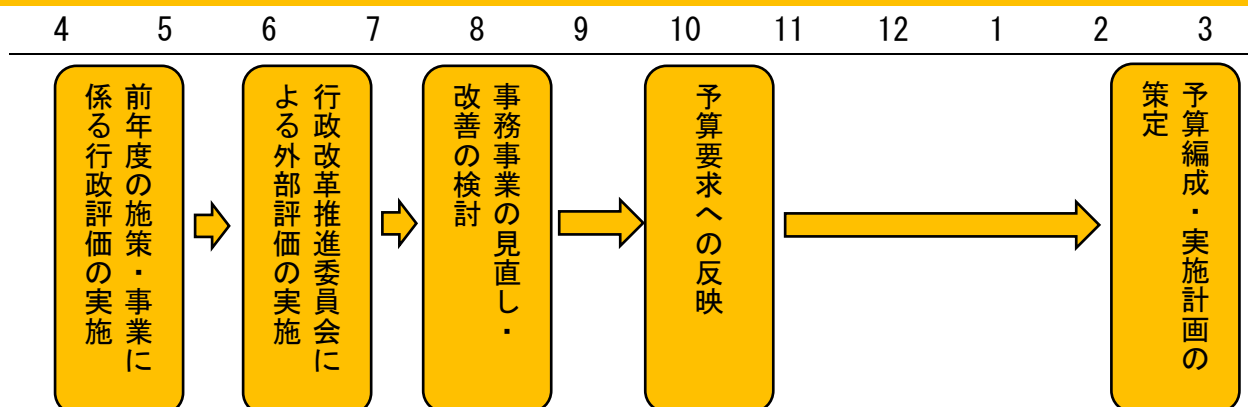 4 5 6 7 8 9 10 11 12 1 2 3
前年度の施策・事業に
係る行政評価の実施
行政改革推進委員会に
よる外部評価の実施
事務事業の見直し・
改善の検討
予算要求への反映
予算編成・実施計画の
策定